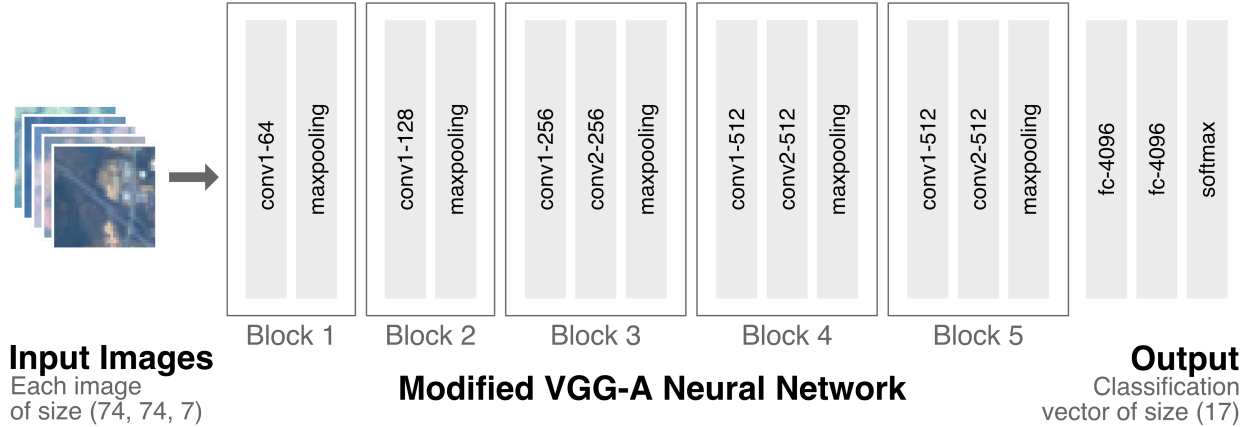 conv1-64
maxpooling
conv1-128
maxpooling
conv1-256
conv2-256
maxpooling
conv1-512
conv2-512
maxpooling
conv1-512
conv2-512
maxpooling
fc-4096
fc-4096
softmax
Block 1
Block 2
Block 3
Block 4
Block 5
Input Images
Each image
of size (74, 74, 7)
Modified VGG-A Neural Network
Output
Classification
vector of size (17)